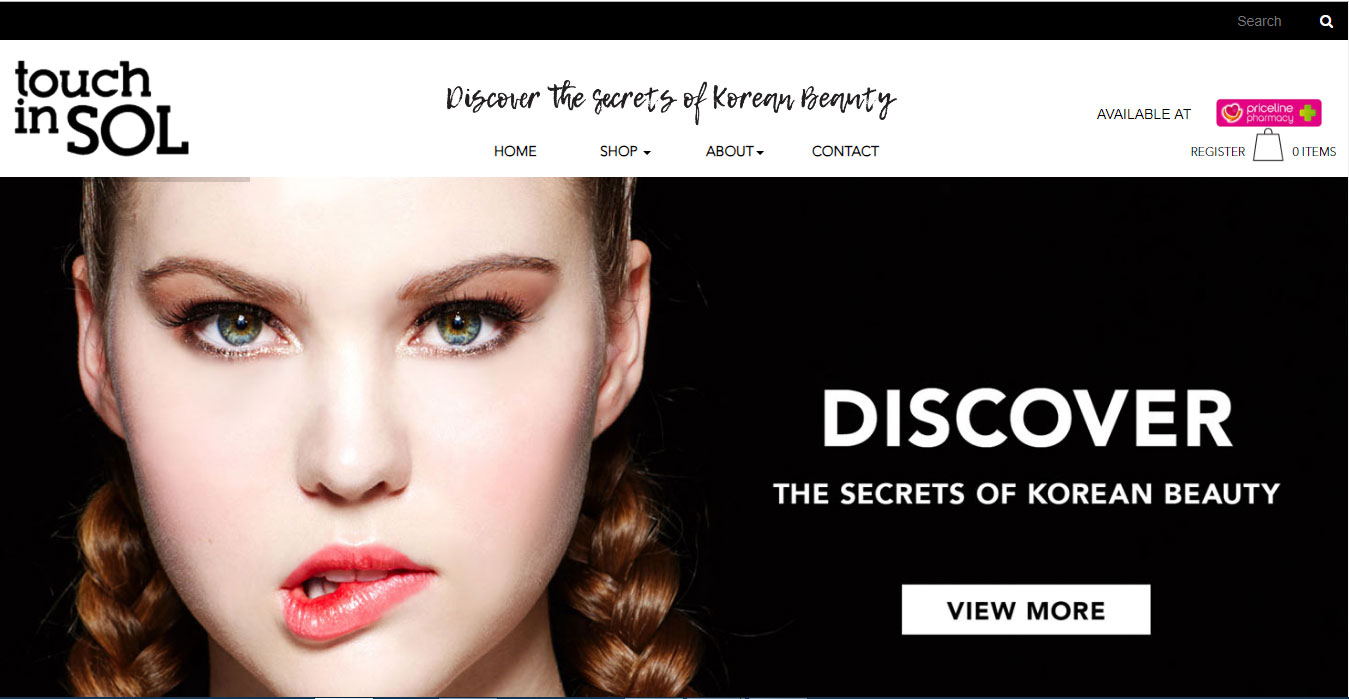 Search
touch
in SOL
Discover the secrets of Korean Beauty
AVAILABLE AT
priceline
pharmacy
HOME SHOP ABOUT CONTACT
REGISTER 0 ITEMS
DISCOVER
THE SECRETS OF KOREAN BEAUTY
VIEW MORE